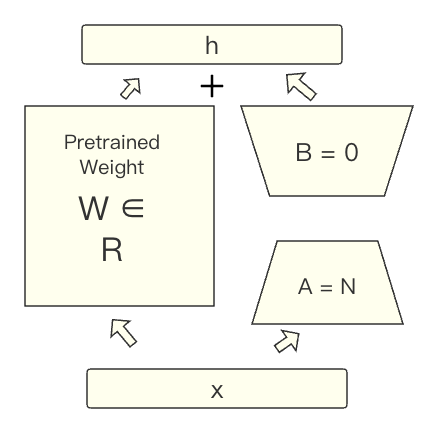 h
+
Pretrained
Weight
W ∈
R
B = 0
A = N
x